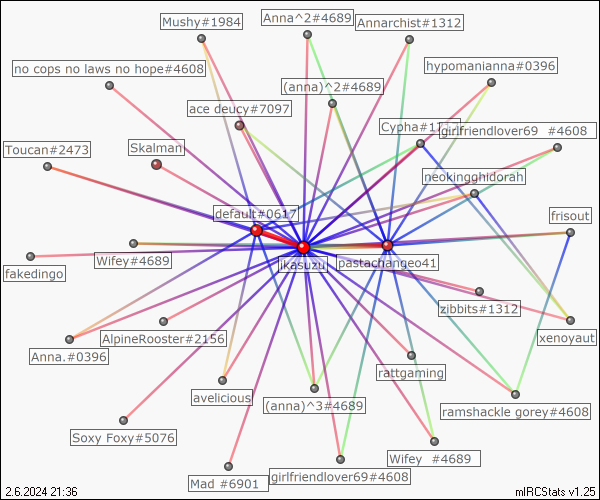 Mushy#1984
Anna^2#4689
Annarchist#1312
no cops no laws no hope#4608
hypomanianna#0396
(anna)^2#4689
ace deucy#7097
Cypha#1
girlfriendlover69 #4608
Toucan#2473
Skalman
neokingghidorah
default#0617
frisout
fakedingo
Wifey#4689
jkasuzu
pastachangeo41
zibbits#1312
xenoyaut
AlpineRooster#2156
Anna.#0396
rattgaming
avelicious
(anna)^3#4689
ramshackle gorey#4608
Soxy Foxy#5076
Wifey #4689
Mad #6901
girlfriendlover69#4608
2.6.2024 21:36
mIRCStats v1.25